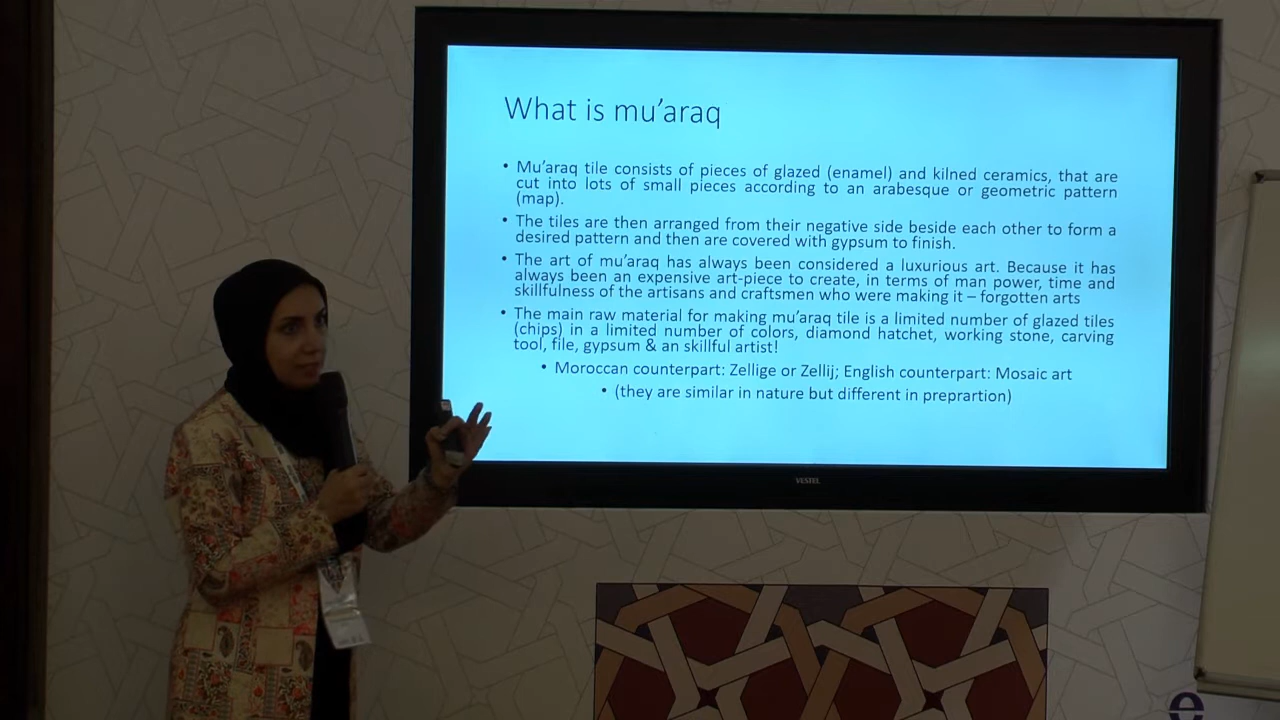 What is mu'araq
• Mu'araq tile consists of pieces of glazed (enamel) and kilned ceramics, that are
cut into lots of small pieces according to an arabesque or geometric pattern
(map).
• The tiles are then arranged from their negative side beside each other to form a
desired pattern and then are covered with gypsum to finish.
• The art of mu'araq has always been considered a luxurious art. Because it has
always been an expensive art-piece to create, in terms of man power, time and
skillfulness of the artisans and craftsmen who were making it – forgotten arts
• The main raw material for making mu'araq tile is a limited number of glazed tiles
(chips) in a limited number of colors, diamond hatchet, working stone, carving
tool, file, gypsum & an skillful artist!
• Moroccan counterpart: Zellige or Zellij; English counterpart: Mosaic art
• (they are similar in nature but different in preprartion)
VESTEL
e